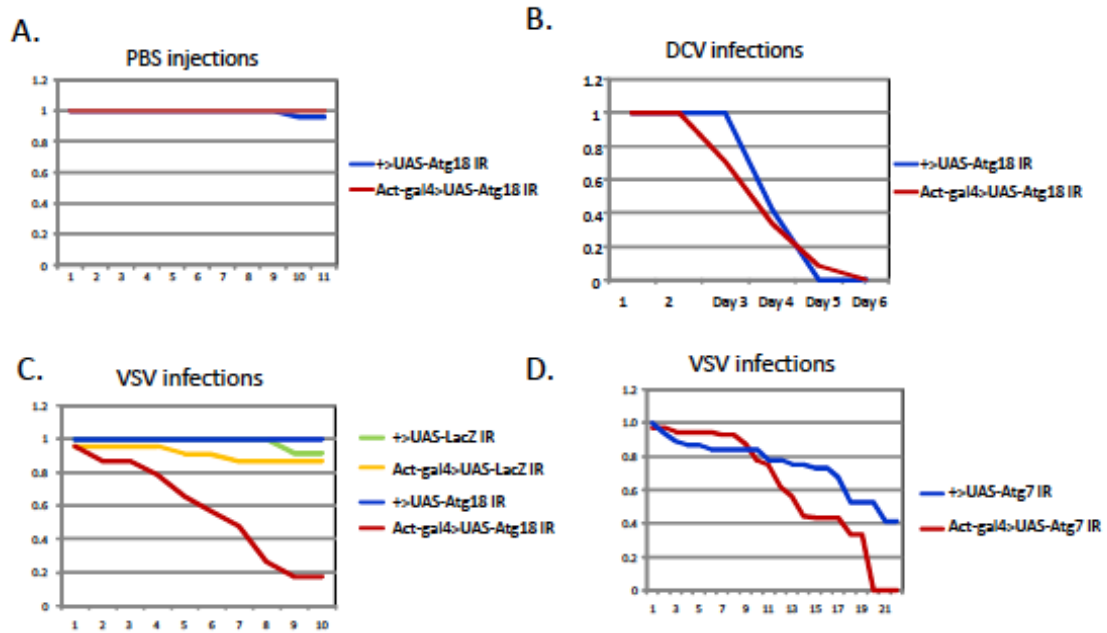 A.
PBS injections
1.2
1
0.8
0.6
0.4
0.2
0
1 2 3 4 5 6 7 8 9 10 11
+>UAS-Atg18 IR
Act-gal4>UAS-Atg18 IR
B.
DCV infections
1.2
1
0.8
0.6
0.4
0.2
0
1 2 Day 3 Day 4 Day 5 Day 6
+>UAS-Atg18 IR
Act-gal4>UAS-Atg18 IR
C.
VSV infections
1.2
1
0.8
0.6
0.4
0.2
0
1 2 3 4 5 6 7 8 9 10
+>UAS-LacZ IR
Act-gal4>UAS-LacZ IR
+>UAS-Atg18 IR
Act-gal4>UAS-Atg18 IR
D.
VSV infections
1.2
1.0
0.8
0.6
0.4
0.2
0
1 3 5 7 9 11 13 15 17 19 21
+>UAS-Atg7 IR
Act-gal4>UAS-Atg7 IR